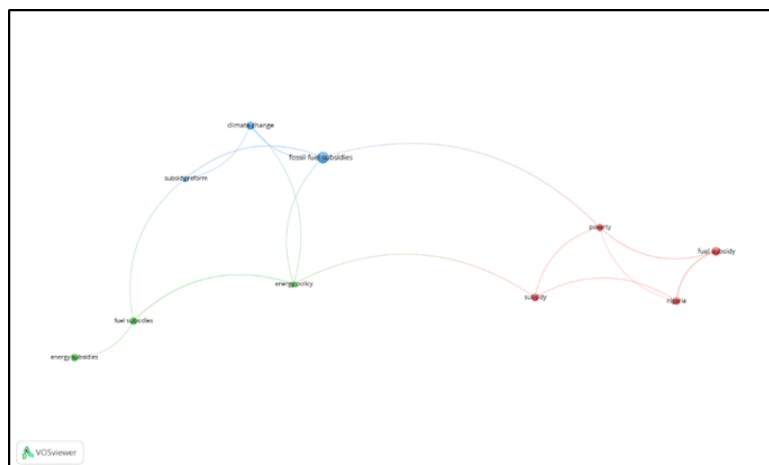 climate change
fossil fuel subsidies
subsidy reform
poverty
fuel subsidy
energy policy
subsidy
nigeria
fuel subsidies
energy subsidies
VOSviewer